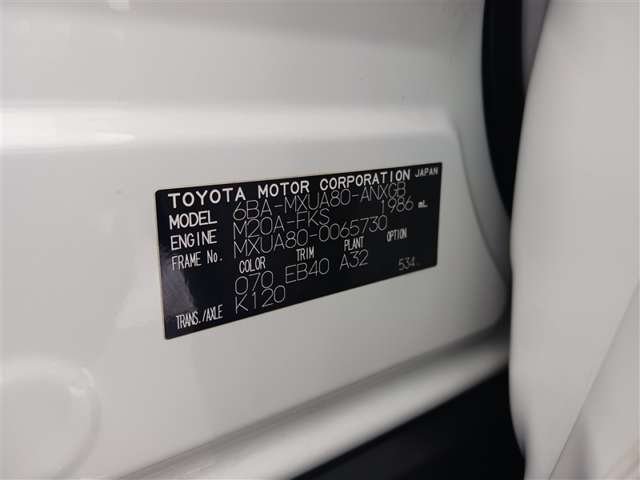 TOYOTA MOTOR CORPORATION JAPAN
MODEL 6BA-MXUA80-ANXGB
ENGINE M20A-FKS 1986 mL.
FRAME No. MXUA80-0065730
COLOR TRIM PLANT OPTION
070 EB40 A32 534
TRANS./AXLE K120